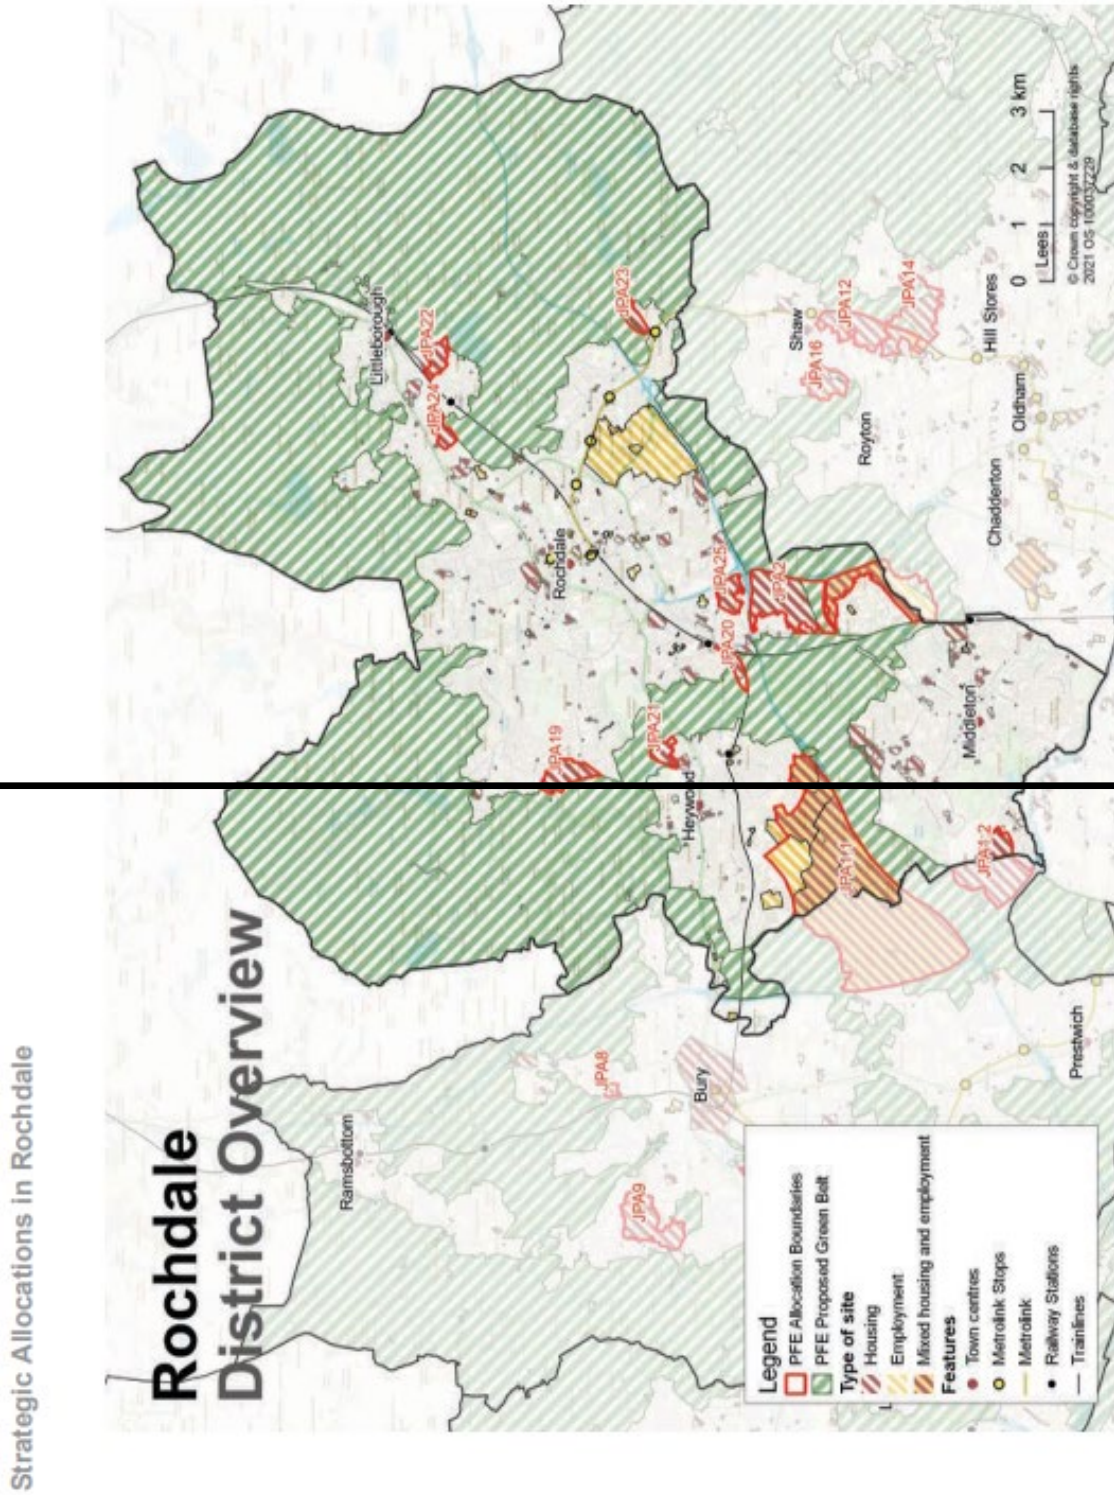 Strategic Allocations in Rochdale
Rochdale
District Overview
Ramsbottom
Littleborough
JPA22
JPA24
JPA23
Rochdale
JPA25
JPA2
JPA20
JPA21
JPA19
Heywood
JPA1.1
JPA1.2
Middleton
JPA8
Bury
JPA9
Prestwich
Shaw
JPA12
JPA14
JPA16
Royton
Hill Stores
Oldham
Chadderton
Lees
Legend
PFE Allocation Boundaries
PFE Proposed Green Belt
Type of site
Housing
Employment
Mixed housing and employment
Features
Town centres
Metrolink Stops
Metrolink
Railway Stations
Trainlines
0 1 2 3 km
© Crown copyright & database rights
2021 OS 100037229